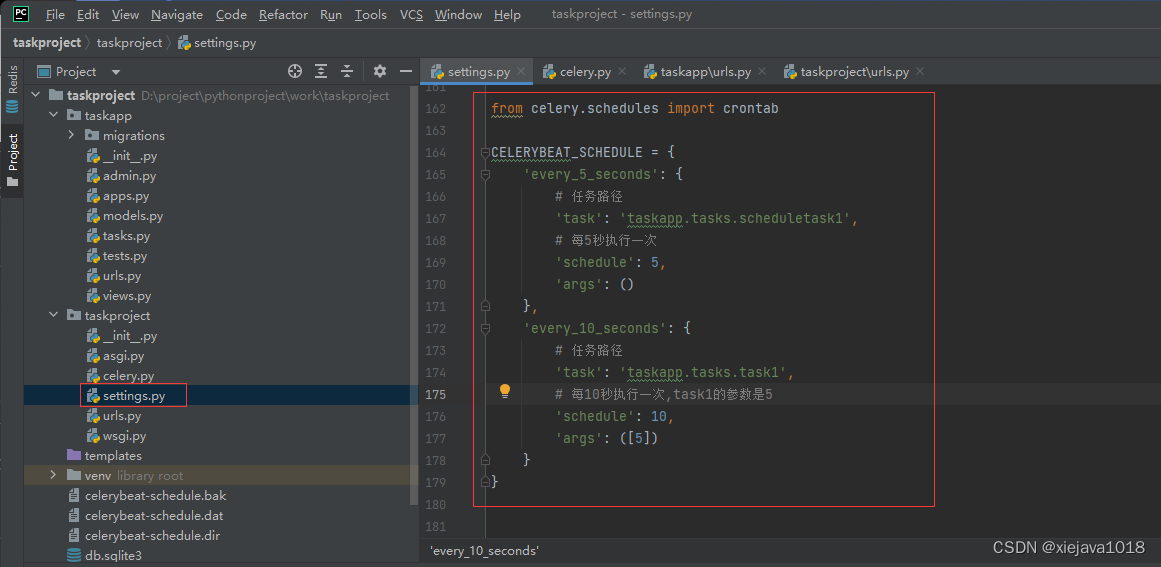 PC File Edit View Navigate Code Refactor Run Tools VCS Window Help taskproject - settings.py
taskproject taskproject settings.py
Redis
Project
Project
taskproject D:\project\pythonproject\work\taskproject
taskapp
migrations
__init__.py
admin.py
apps.py
models.py
tasks.py
tests.py
urls.py
views.py
taskproject
__init__.py
asgi.py
celery.py
settings.py
urls.py
wsgi.py
templates
venv library root
celerybeat-schedule.bak
celerybeat-schedule.dat
celerybeat-schedule.dir
db.sqlite3
settings.py celery.py taskapp\urls.py taskproject\urls.py
161
162 from celery.schedules import crontab
163
164 CELERYBEAT_SCHEDULE = {
165 'every_5_seconds': {
166 # 任务路径
167 'task': 'taskapp.tasks.scheduletask1',
168 # 每5秒执行一次
169 'schedule': 5,
170 'args': ()
171 },
172 'every_10_seconds': {
173 # 任务路径
174 'task': 'taskapp.tasks.task1',
175 # 每10秒执行一次,task1的参数是5
176 'schedule': 10,
177 'args': ([5])
178 }
179 }
180
181
'every_10_seconds'
CSDN @xiejava1018